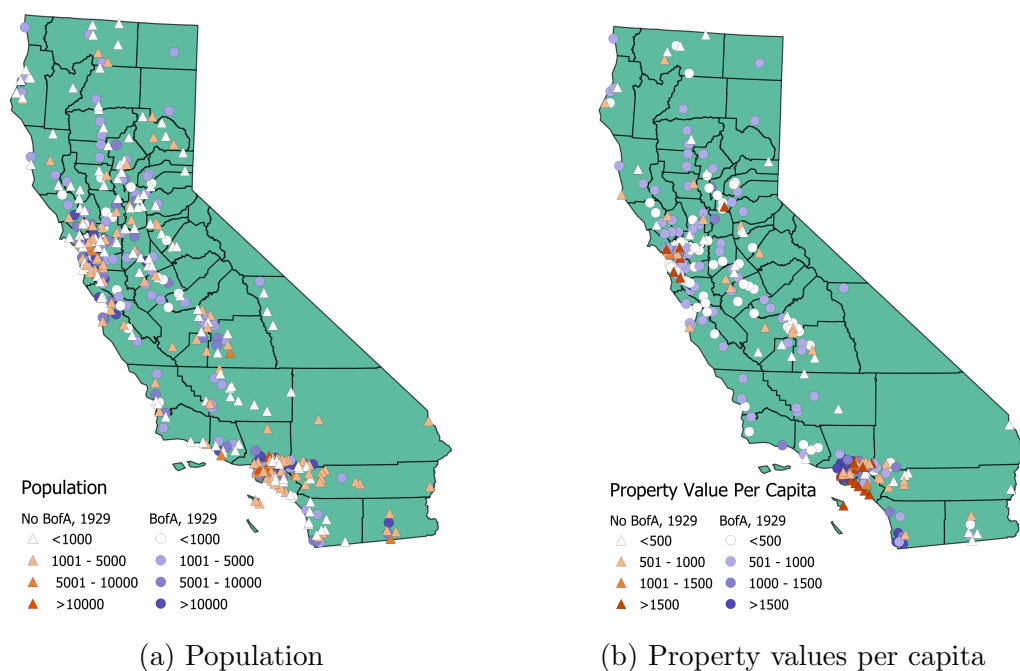 Population
No BofA, 1929 BofA, 1929
<1000 <1000
1001 - 5000 1001 - 5000
5001 - 10000 5001 - 10000
>10000 >10000
(a) Population
Property Value Per Capita
No BofA, 1929 BofA, 1929
<500 <500
501 - 1000 501 - 1000
1001 - 1500 1000 - 1500
>1500 >1500
(b) Property values per capita